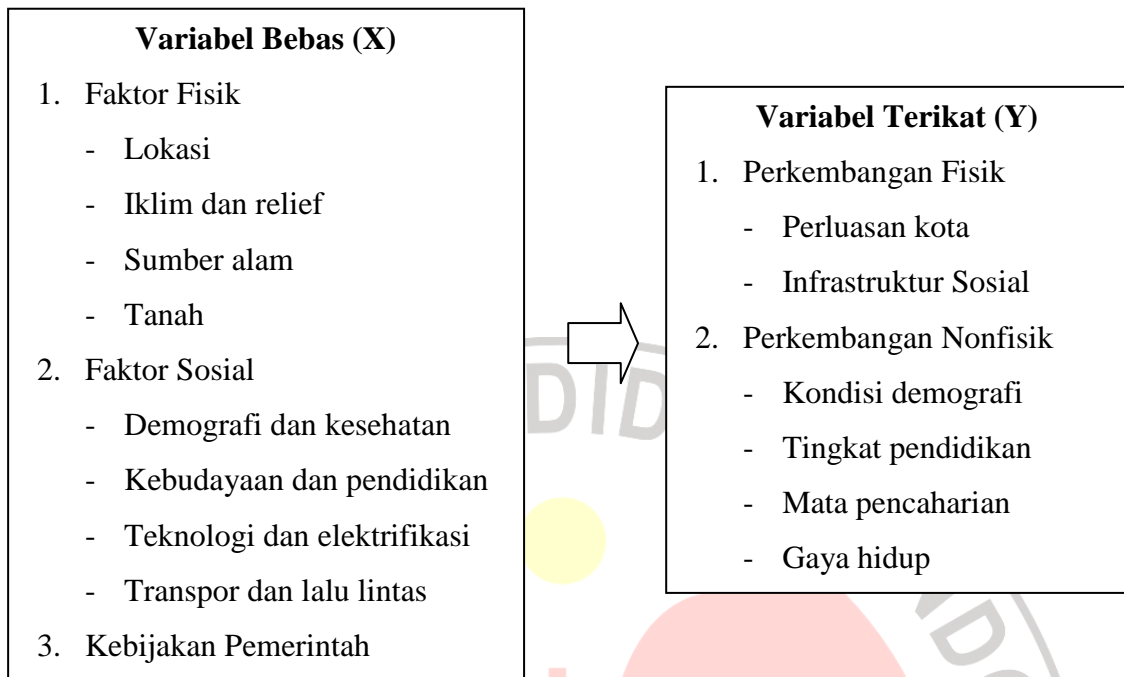 Variabel Bebas (X)
1. Faktor Fisik
- Lokasi
- Iklim dan relief
- Sumber alam
- Tanah
2. Faktor Sosial
- Demografi dan kesehatan
- Kebudayaan dan pendidikan
- Teknologi dan elektrifikasi
- Transpor dan lalu lintas
3. Kebijakan Pemerintah
Variabel Terikat (Y)
1. Perkembangan Fisik
- Perluasan kota
- Infrastruktur Sosial
2. Perkembangan Nonfisik
- Kondisi demografi
- Tingkat pendidikan
- Mata pencaharian
- Gaya hidup